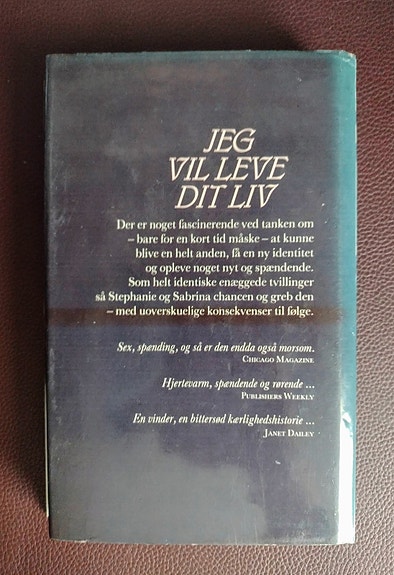 JEG
VIL LEVE
DIT LIV
Der er noget fascinerende ved tanken om
– bare for en kort tid måske – at kunne
blive en helt anden, få en ny identitet
og opleve noget nyt og spændende.
Som helt identiske enæggede tvillinger
så Stephanie og Sabrina chancen og greb den
– med uoverskuelige konsekvenser til følge.
Sex, spænding, og så er den endda også morsom.
CHICAGO MAGAZINE
Hjertevarm, spændende og rørende ...
PUBLISHERS WEEKLY
En vinder, en bittersød kærlighedshistorie ...
JANET DAILEY